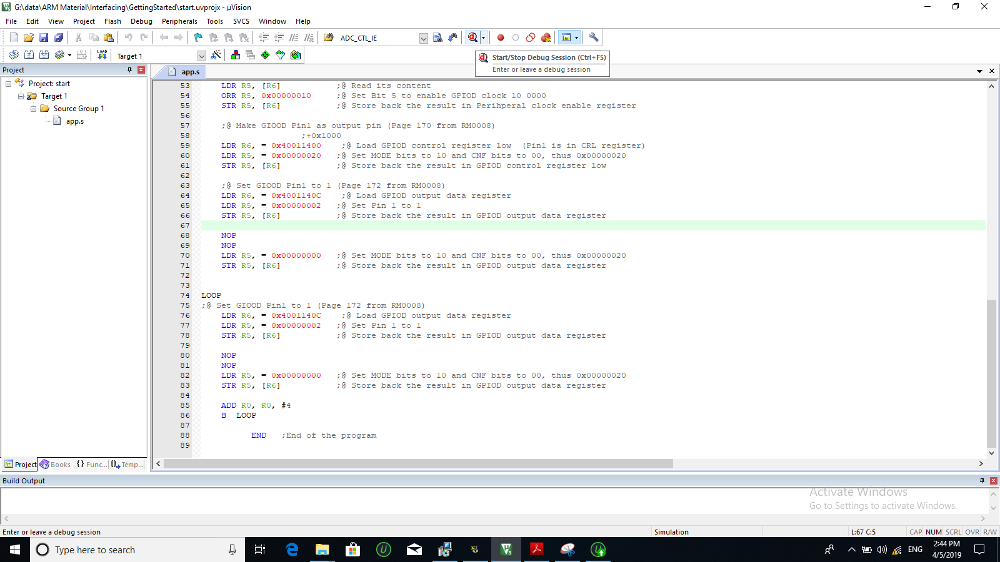 G:\data\ARM Material\Interfacing\GettingStarted\start.uvprojx - µVision
File Edit View Project Flash Debug Peripherals Tools SVCS Window Help
ADC_CTL_IE
LOAD Target 1
Start/Stop Debug Session (Ctrl+F5)
Enter or leave a debug session
Project
app.s
Project: start
Target 1
Source Group 1
app.s
53 LDR R5, [R6] ;@ Read its content
54 ORR R5, 0x00000010 ;@ Set Bit 5 to enable GPIOD clock 10 0000
55 STR R5, [R6] ;@ Store back the result in Perihperal clock enable register
56
57 ;@ Make GIOOD Pin1 as output pin (Page 170 from RM0008)
58 ;+0x1000
59 LDR R6, = 0x40011400 ;@ Load GPIOD control register low (Pin1 is in CRL register)
60 LDR R5, = 0x00000020 ;@ Set MODE bits to 10 and CNF bits to 00, thus 0x00000020
61 STR R5, [R6] ;@ Store back the result in GPIOD control register low
62
63 ;@ Set GIOOD Pin1 to 1 (Page 172 from RM0008)
64 LDR R6, = 0x4001140C ;@ Load GPIOD output data register
65 LDR R5, = 0x00000002 ;@ Set Pin 1 to 1
66 STR R5, [R6] ;@ Store back the result in GPIOD output data register
67
68 NOP
69 NOP
70 LDR R5, = 0x00000000 ;@ Set MODE bits to 10 and CNF bits to 00, thus 0x00000020
71 STR R5, [R6] ;@ Store back the result in GPIOD output data register
72
73
74 LOOP
75 ;@ Set GIOOD Pin1 to 1 (Page 172 from RM0008)
76 LDR R6, = 0x4001140C ;@ Load GPIOD output data register
77 LDR R5, = 0x00000002 ;@ Set Pin 1 to 1
78 STR R5, [R6] ;@ Store back the result in GPIOD output data register
79
80 NOP
81 NOP
82 LDR R5, = 0x00000000 ;@ Set MODE bits to 10 and CNF bits to 00, thus 0x00000020
83 STR R5, [R6] ;@ Store back the result in GPIOD output data register
84
85 ADD R0, R0, #4
86 B LOOP
87
88 END ;End of the program
89
Project Books {} Func... Temp...
Build Output
Activate Windows
Go to Settings to activate Windows.
Enter or leave a debug session Simulation L:67 C:5 CAP NUM SCRL OVR R/W
Type here to search
ENG
2:44 PM
4/5/2019